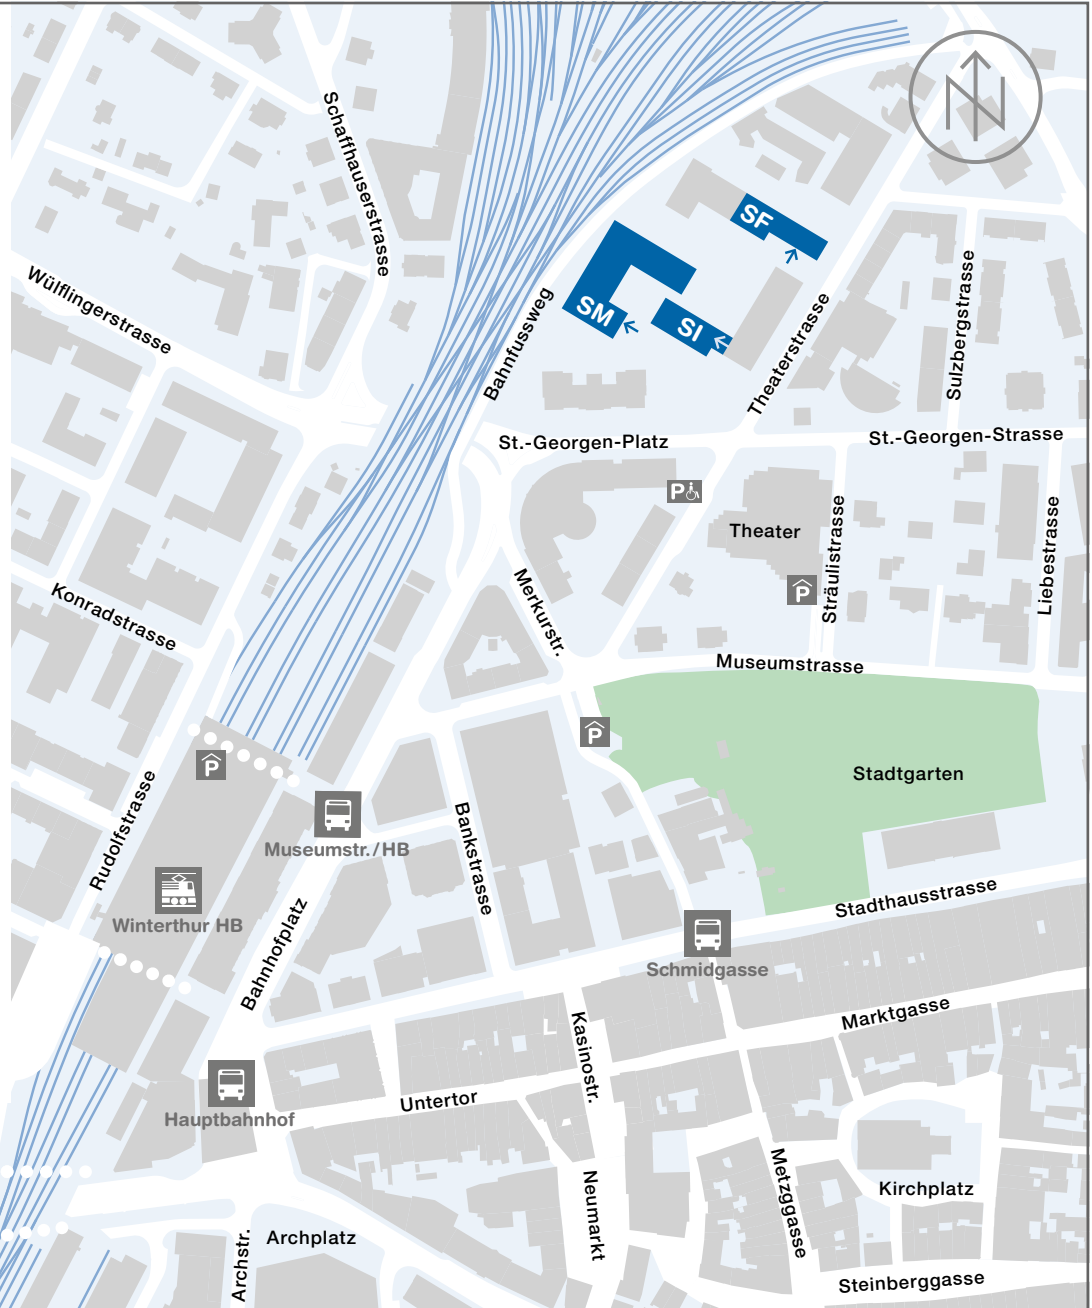 N
Schaffhauserstrasse
SF
Wülflingerstrasse
Bahnfussweg
SM
SI
Theaterstrasse
Sulzbergstrasse
St.-Georgen-Platz
St.-Georgen-Strasse
P
Theater
Sträulistrasse
Liebestrasse
P
Konradstrasse
Merkurstr.
Museumstrasse
P
P
Stadtgarten
Rudolfstrasse
Museumstr./HB
Bankstrasse
Winterthur HB
Stadthausstrasse
Bahnhofplatz
Schmidgasse
Marktgasse
Kasinostr.
Untertor
Hauptbahnhof
Metzggasse
Kirchplatz
Neumarkt
Archstr.
Archplatz
Steinberggasse